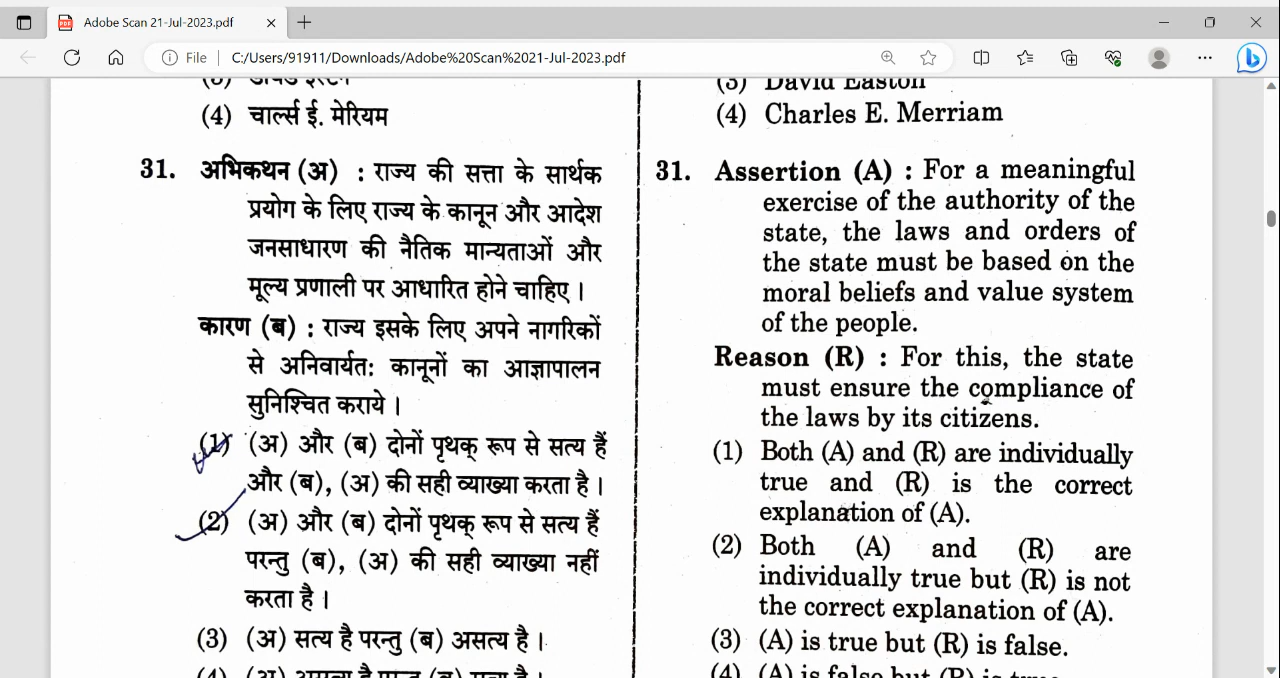 Adobe Scan 21-Jul-2023.pdf
File
C:/Users/91911/Downloads/Adobe%20Scan%2021-Jul-2023.pdf
(4) चार्ल्स ई. मेरियम
31. अभिकथन (अ) : राज्य की सत्ता के सार्थक
प्रयोग के लिए राज्य के कानून और आदेश
जनसाधारण की नैतिक मान्यताओं और
मूल्य प्रणाली पर आधारित होने चाहिए ।
कारण (ब) : राज्य इसके लिए अपने नागरिकों
से अनिवार्यत: कानूनों का आज्ञापालन
सुनिश्चित कराये ।
(1) (अ) और (ब) दोनों पृथक् रूप से सत्य हैं
और (ब), (अ) की सही व्याख्या करता है ।
(2) (अ) और (ब) दोनों पृथक् रूप से सत्य हैं
परन्तु (ब), (अ) की सही व्याख्या नहीं
करता है ।
(3) (अ) सत्य है परन्तु (ब) असत्य है ।
(4) (अ) असत्य है परन्तु (ब) सत्य है ।
(3) David Easton
(4) Charles E. Merriam
31. Assertion (A) : For a meaningful
exercise of the authority of the
state, the laws and orders of
the state must be based on the
moral beliefs and value system
of the people.
Reason (R) : For this, the state
must ensure the compliance of
the laws by its citizens.
(1) Both (A) and (R) are individually
true and (R) is the correct
explanation of (A).
(2) Both (A) and (R) are
individually true but (R) is not
the correct explanation of (A).
(3) (A) is true but (R) is false.
(4) (A) is false but (R) is true.